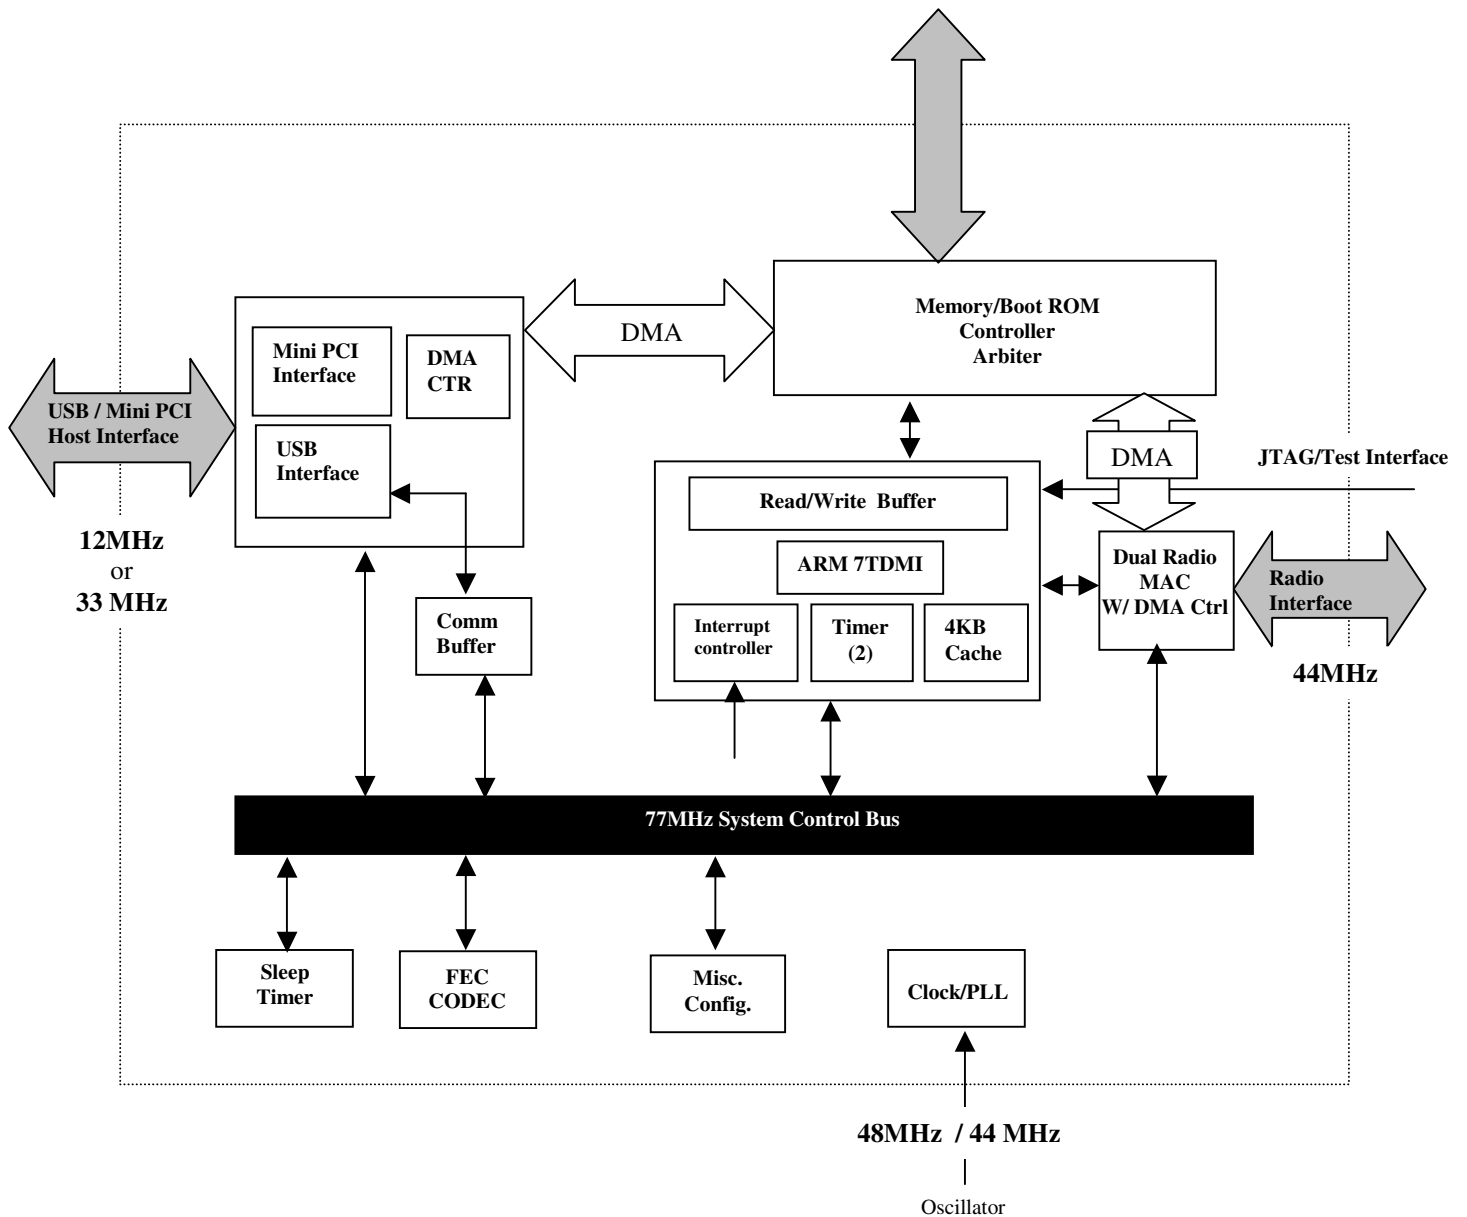 Memory/Boot ROM
Controller
Arbiter
DMA
Mini PCI
Interface
DMA
CTR
USB / Mini PCI
Host Interface
USB
Interface
DMA
JTAG/Test Interface
Read/Write Buffer
12MHz
or
33 MHz
ARM 7TDMI
Dual Radio
MAC
W/ DMA Ctrl
Radio
Interface
Comm
Buffer
Interrupt
controller
Timer
(2)
4KB
Cache
44MHz
77MHz System Control Bus
Sleep
Timer
FEC
CODEC
Misc.
Config.
Clock/PLL
48MHz / 44 MHz
Oscillator